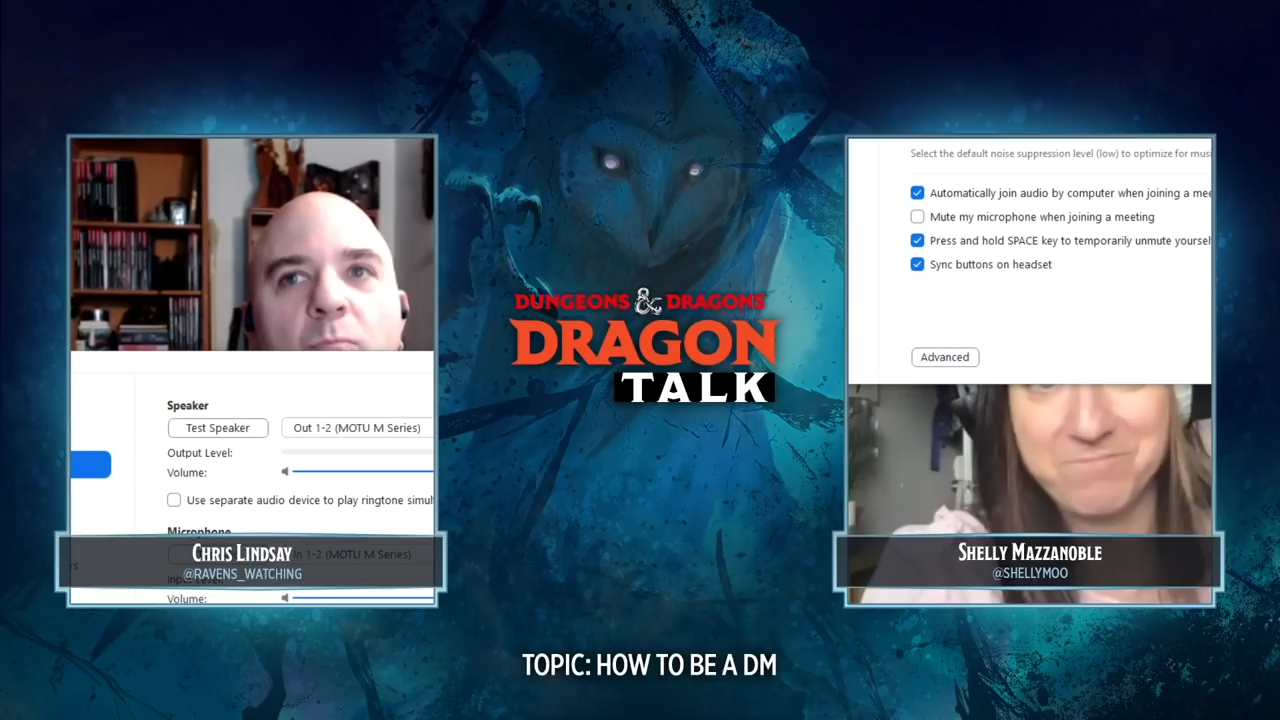 Select the default noise suppression level (low) to optimize for musi
Automatically join audio by computer when joining a mee
Mute my microphone when joining a meeting
Press and hold SPACE key to temporarily unmute yoursel
Sync buttons on headset
Advanced
DUNGEONS & DRAGONS
DRAGON
TALK
Speaker
Test Speaker
Out 1-2 (MOTU M Series)
Output Level:
Volume:
Use separate audio device to play ringtone simul
Microphone
In 1-2 (MOTU M Series)
Input Level:
Volume:
CHRIS LINDSAY
@RAVENS_WATCHING
SHELLY MAZZANOBLE
@SHELLYMOO
TOPIC: HOW TO BE A DM